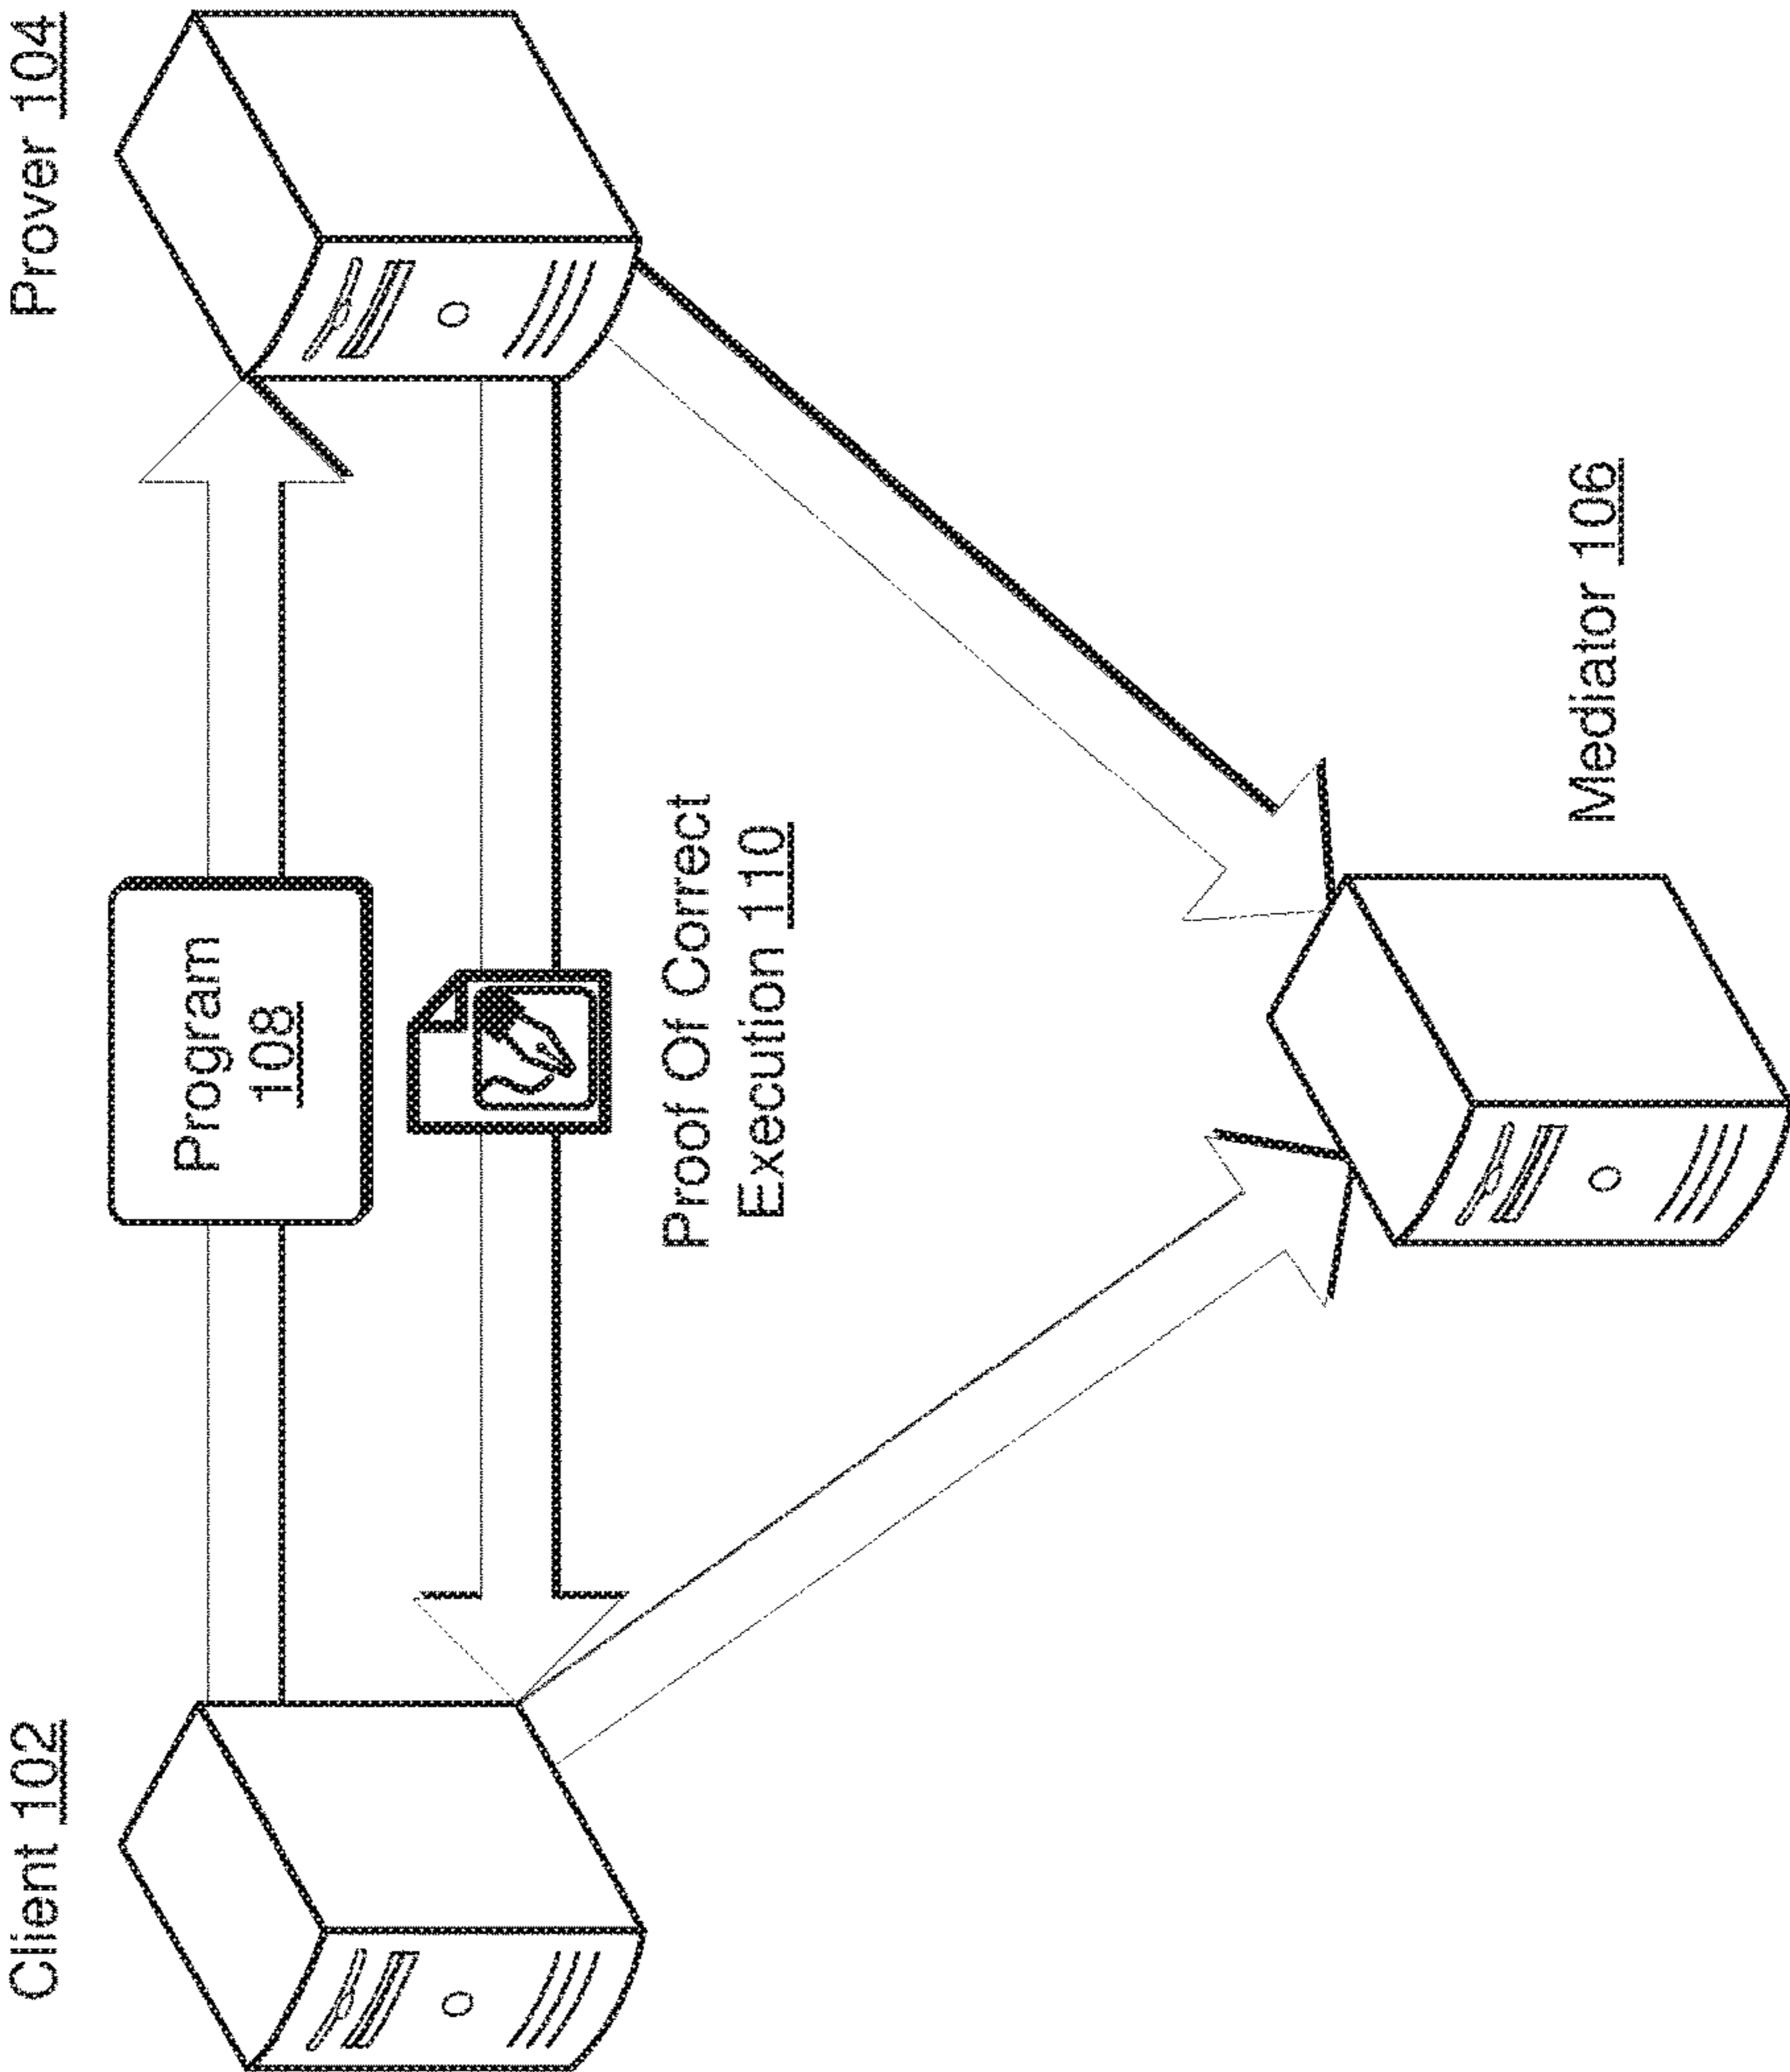 Client 102
Prover 104
Program
108
Proof Of Correct
Execution 110
Mediator 106